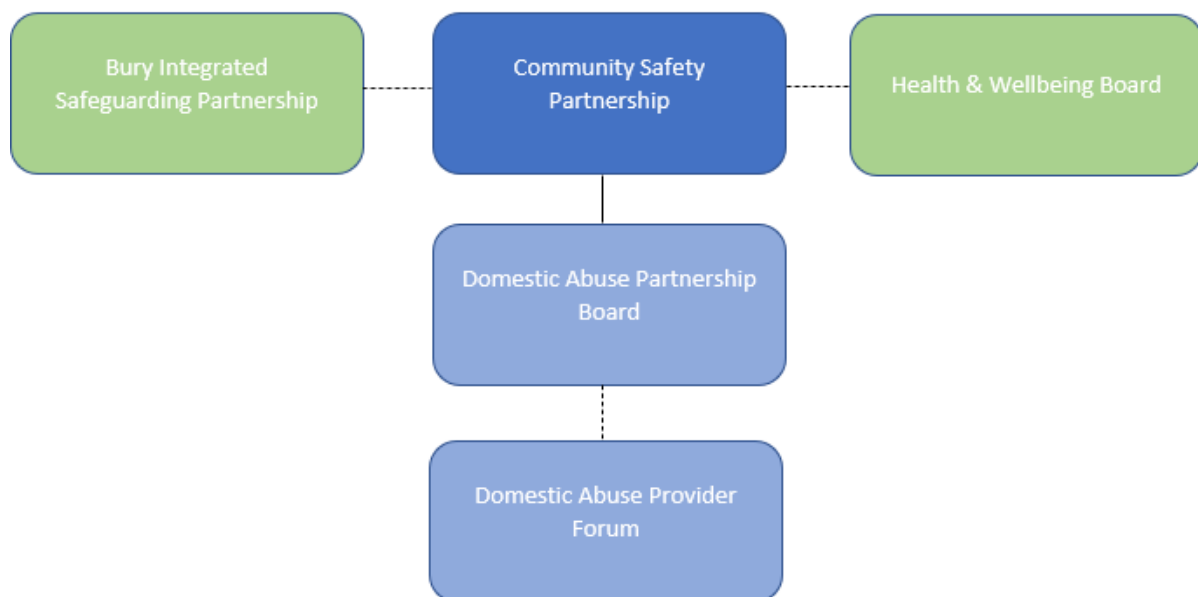 Bury Integrated
Safeguarding Partnership
Community Safety
Partnership
Health & Wellbeing Board
Domestic Abuse Partnership
Board
Domestic Abuse Provider
Forum